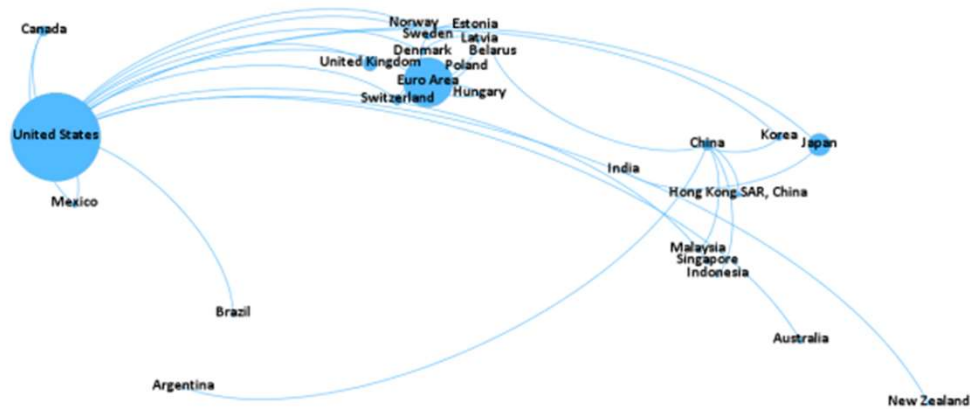 Norway
Estonia
Canada
Sweden
Latvia
Denmark
Belarus
United Kingdom
Poland
Euro Area
Hungary
Switzerland
United States
Korea
China
Japan
India
Hong Kong SAR, China
Mexico
Malaysia
Singapore
Indonesia
Brazil
Australia
Argentina
New Zealand